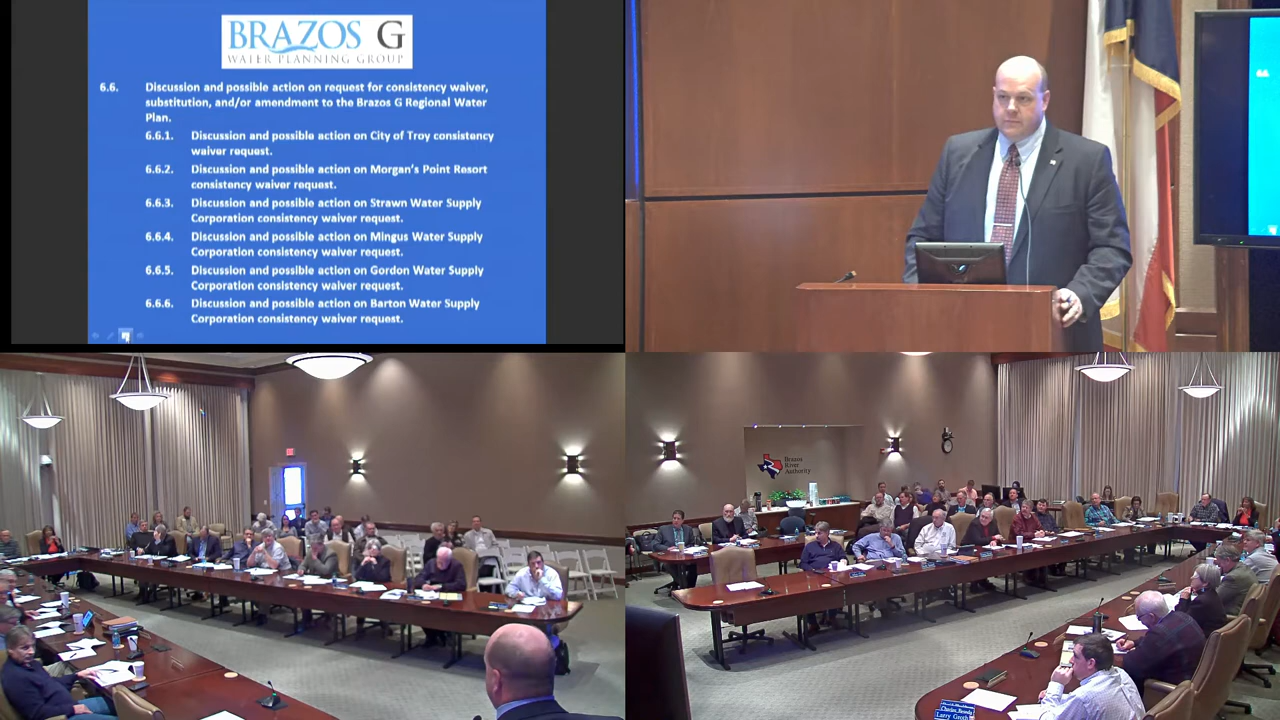 BRAZOS G
WATER PLANNING GROUP
6.6. Discussion and possible action on request for consistency waiver,
substitution, and/or amendment to the Brazos G Regional Water
Plan.
6.6.1. Discussion and possible action on City of Troy consistency
waiver request.
6.6.2. Discussion and possible action on Morgan's Point Resort
consistency waiver request.
6.6.3. Discussion and possible action on Strawn Water Supply
Corporation consistency waiver request.
6.6.4. Discussion and possible action on Mingus Water Supply
Corporation consistency waiver request.
6.6.5. Discussion and possible action on Gordon Water Supply
Corporation consistency waiver request.
6.6.6. Discussion and possible action on Barton Water Supply
Corporation consistency waiver request.
Brazos
River
Authority
Larry Groth